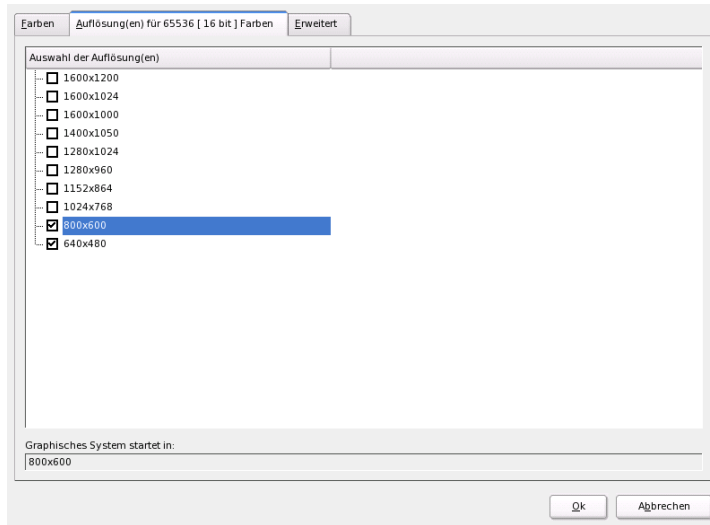 Farben Auflösung(en) für 65536 [ 16 bit ] Farben Erweitert
Auswahl der Auflösung(en)
1600x1200
1600x1024
1600x1000
1400x1050
1280x1024
1280x960
1152x864
1024x768
800x600
640x480
Graphisches System startet in:
800x600
Ok Abbrechen